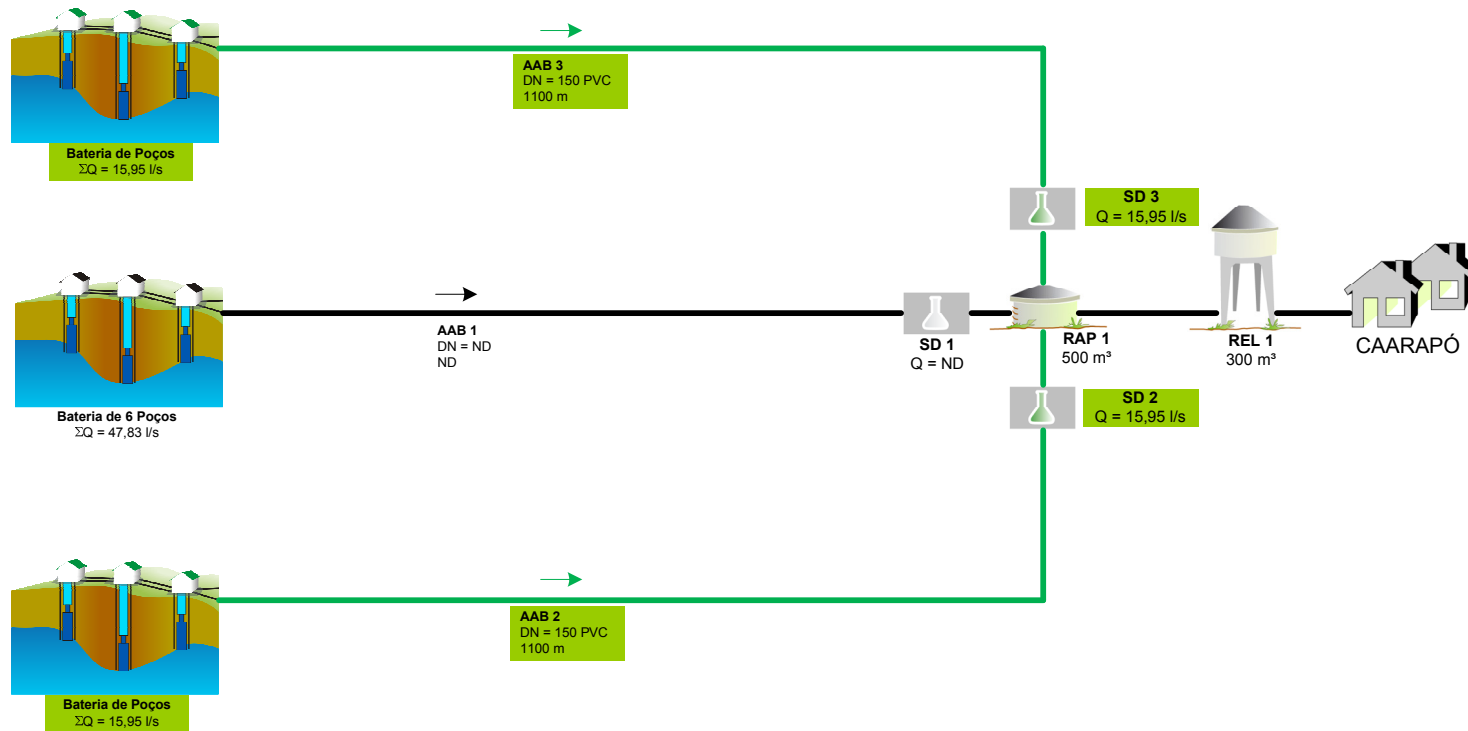 AAB 3
DN = 150 PVC
1100 m
Bateria de Poços
ΣQ = 15,95 l/s
SD 3
Q = 15,95 l/s
AAB 1
DN = ND
ND
SD 1
Q = ND
RAP 1
500 m³
REL 1
300 m³
CAARAPÓ
Bateria de 6 Poços
ΣQ = 47,83 l/s
SD 2
Q = 15,95 l/s
AAB 2
DN = 150 PVC
1100 m
Bateria de Poços
ΣQ = 15,95 l/s